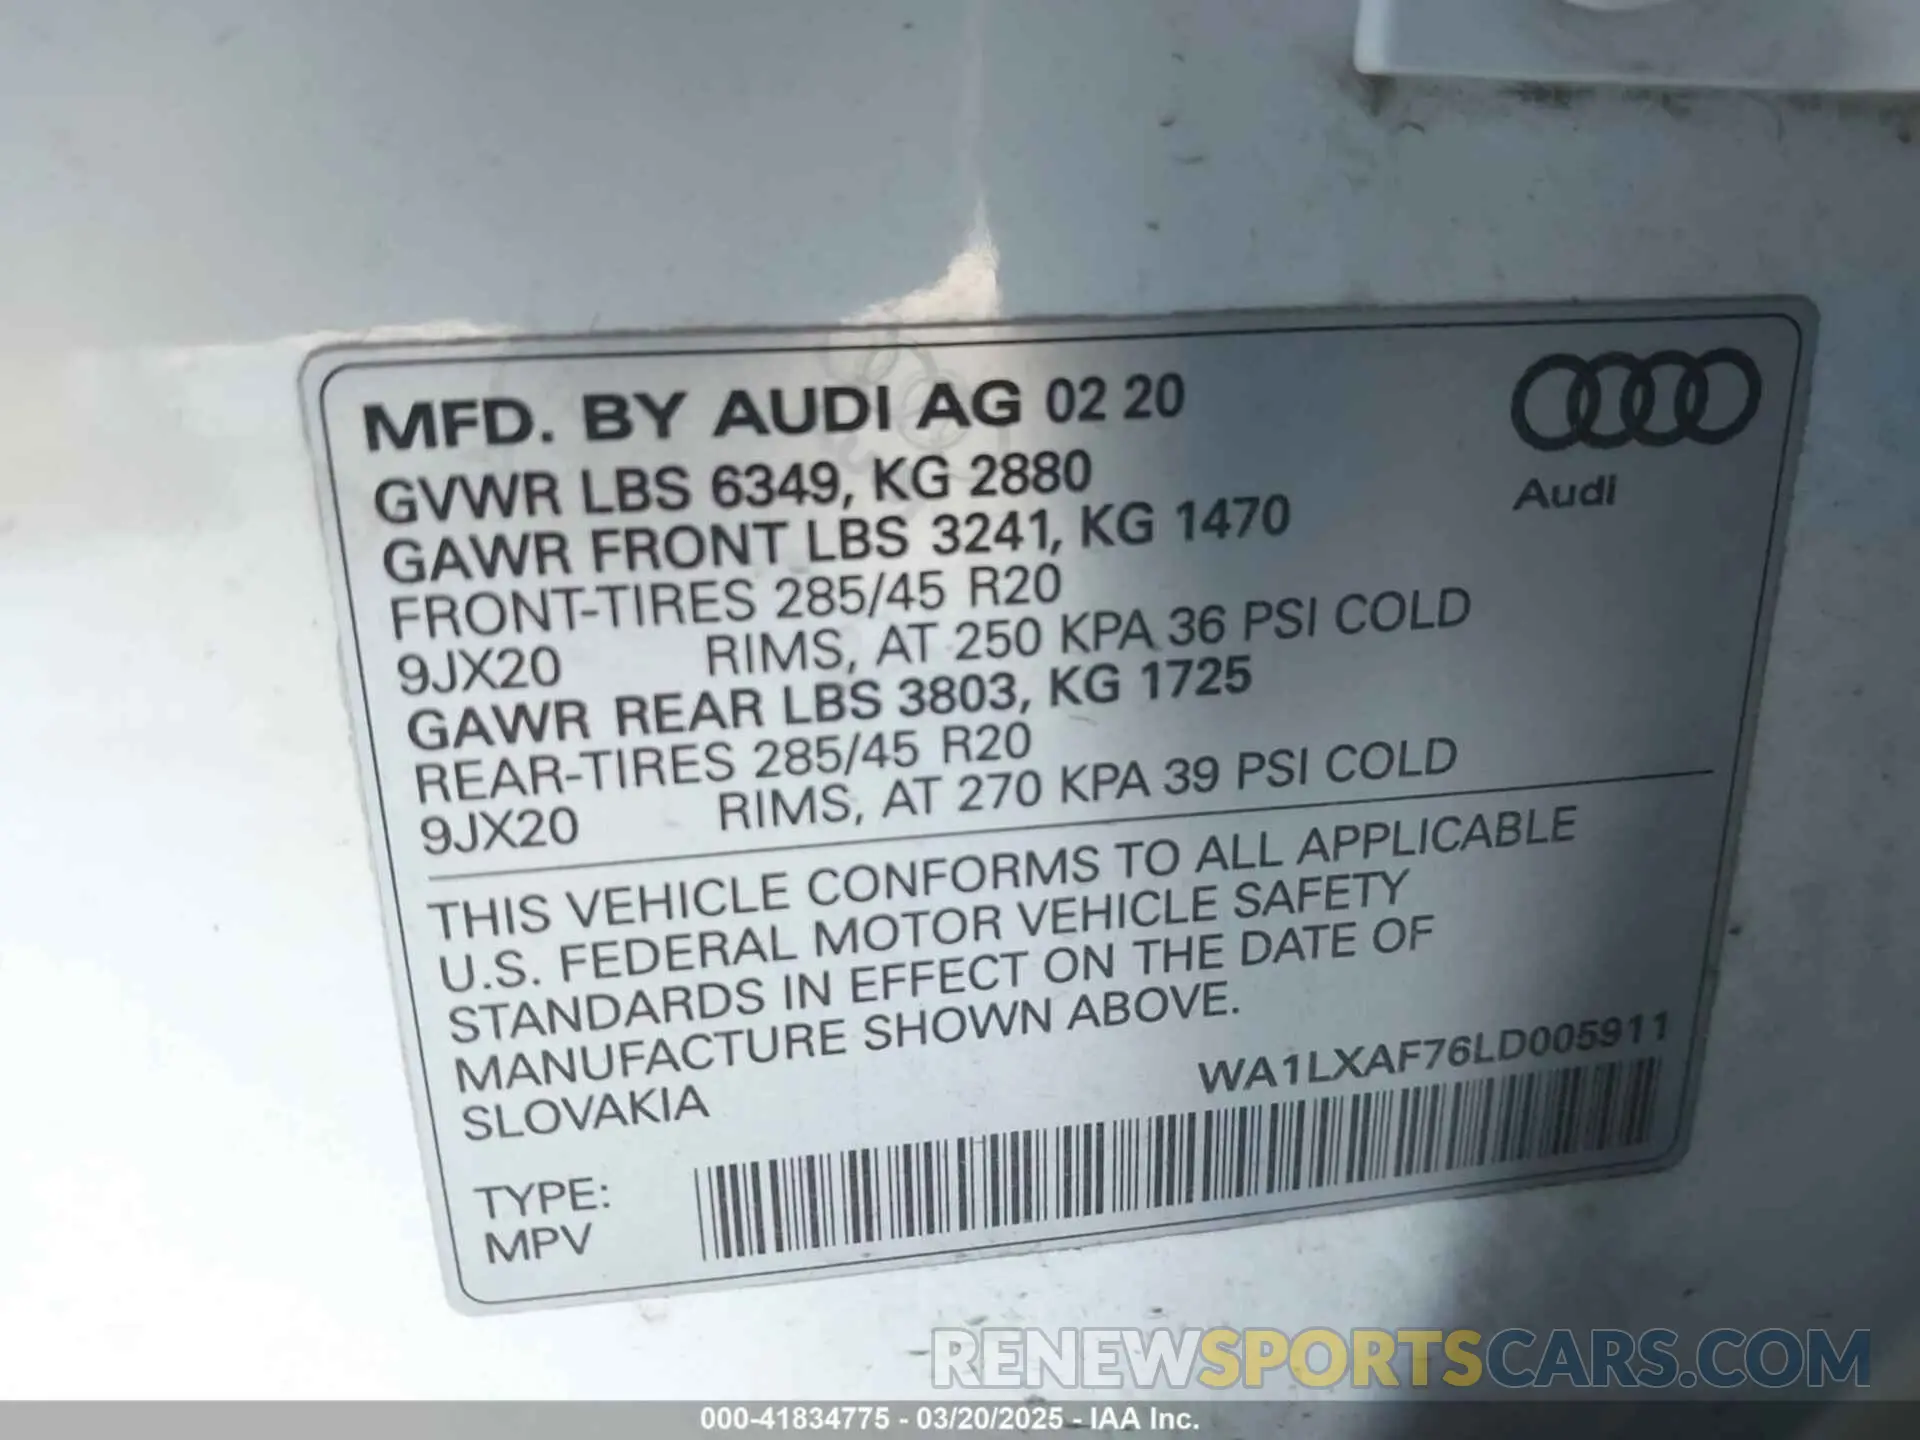 MFD. BY AUDI AG 02 20
Audi
GVWR LBS 6349, KG 2880
GAWR FRONT LBS 3241, KG 1470
FRONT-TIRES 285/45 R20
9JX20 RIMS, AT 250 KPA 36 PSI COLD
GAWR REAR LBS 3803, KG 1725
REAR-TIRES 285/45 R20
9JX20 RIMS, AT 270 KPA 39 PSI COLD
THIS VEHICLE CONFORMS TO ALL APPLICABLE
U.S. FEDERAL MOTOR VEHICLE SAFETY
STANDARDS IN EFFECT ON THE DATE OF
MANUFACTURE SHOWN ABOVE.
SLOVAKIA
WA1LXAF76LD005911
TYPE:
MPV
RENEWSPORTSCARS.COM
000-41834775 - 03/20/2025 - IAA Inc.